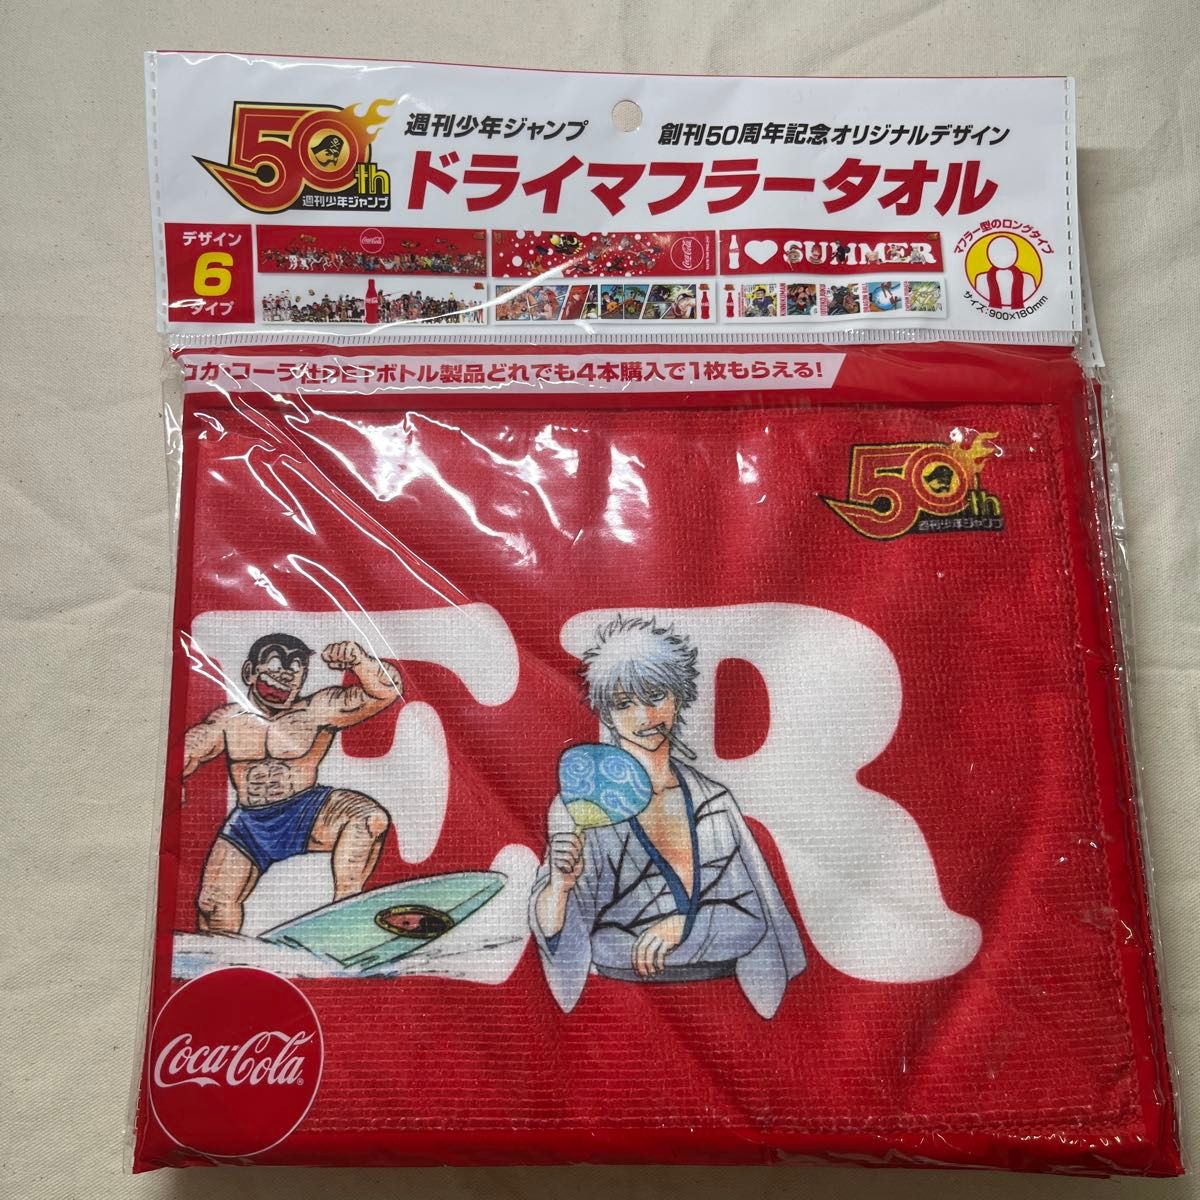 50th
週刊少年ジャンプ
週刊少年ジャンプ
創刊50周年記念オリジナルデザイン
ドライマフラータオル
デザイン
6
タイプ
Coca-Cola
Coca-Cola
I ♥ SUMMER
マフラー型のロングタイプ
サイズ:900×180mm
コカ・コーラ社PETボトル製品どれでも4本購入で1枚もらえる!
50th
週刊少年ジャンプ
ER
Coca-Cola